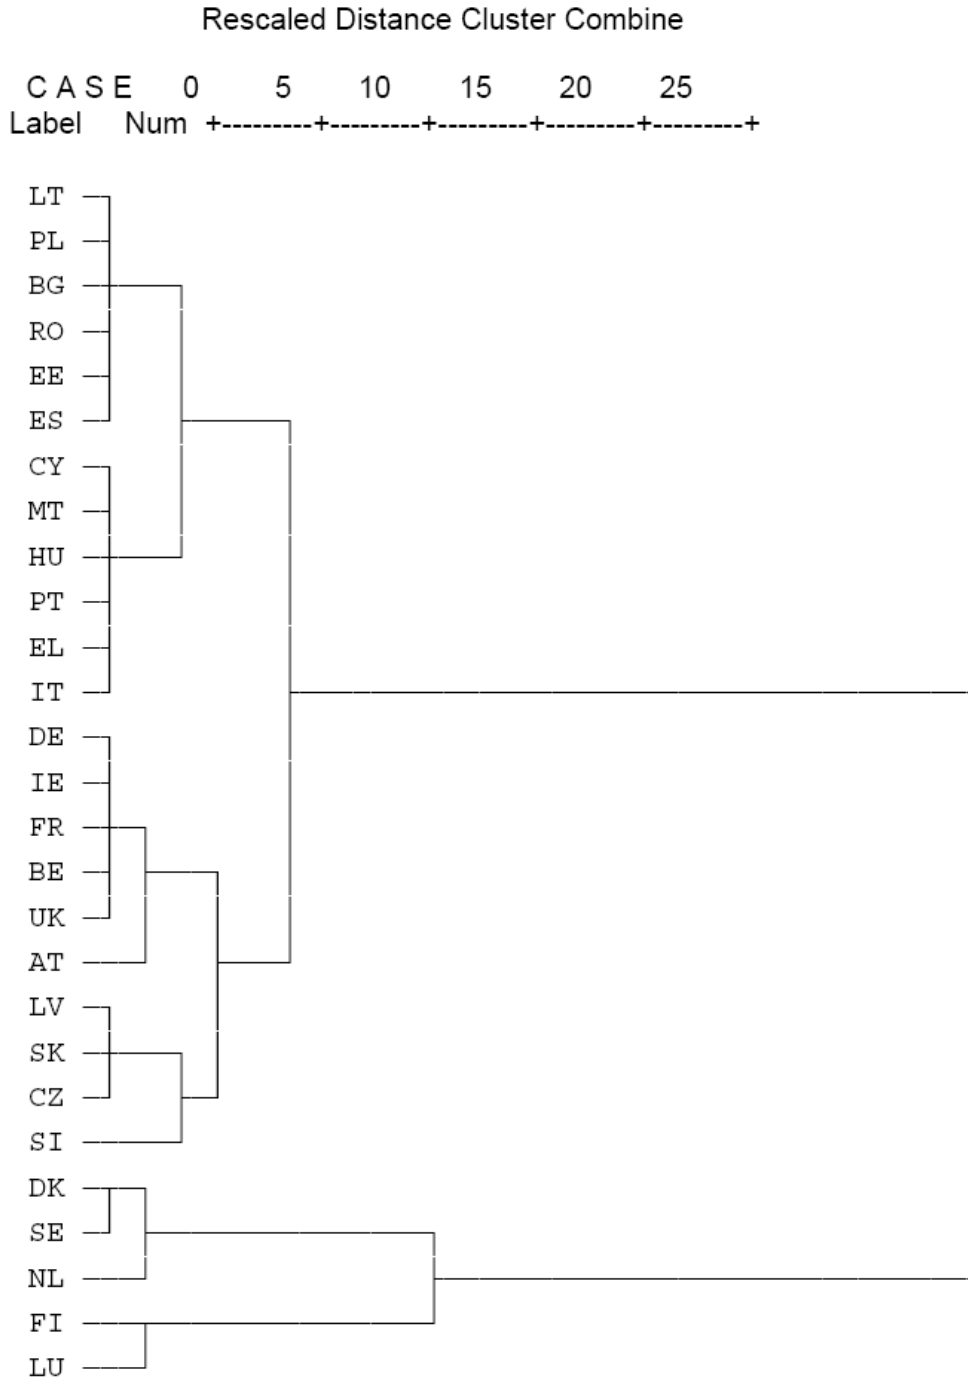 Rescaled Distance Cluster Combine
C A S E 0 5 10 15 20 25
Label Num +---------+---------+---------+---------+---------+
LT
PL
BG
RO
EE
ES
CY
MT
HU
PT
EL
IT
DE
IE
FR
BE
UK
AT
LV
SK
CZ
SI
DK
SE
NL
FI
LU